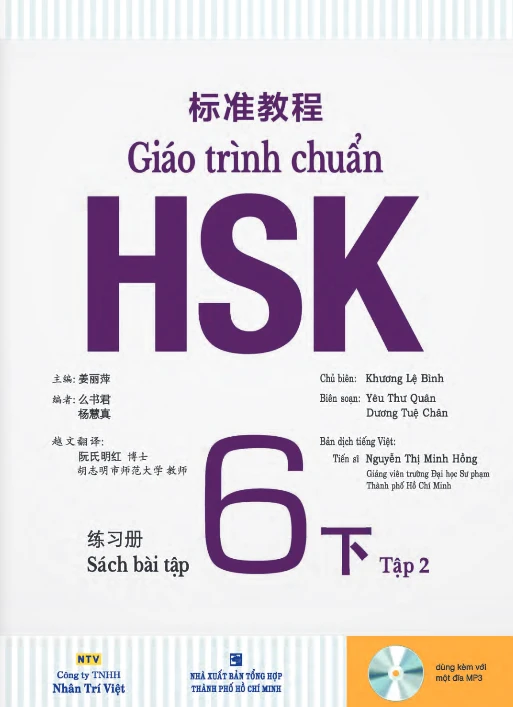 标准教程
Giáo trình chuẩn
HSK
主编: 姜丽萍
编者: 么书君
杨慧真
越文翻译:
阮氏明红 博士
胡志明市师范大学 教师
Chủ biên: Khương Lệ Bình
Biên soạn: Yêu Thư Quân
Dương Tuệ Chân
Bản dịch tiếng Việt:
Tiến sĩ Nguyễn Thị Minh Hồng
Giảng viên trường Đại học Sư phạm
Thành phố Hồ Chí Minh
练习册
Sách bài tập
6
下 Tập 2
NTV
Công ty TNHH
Nhân Trí Việt
NHÀ XUẤT BẢN TỔNG HỢP
THÀNH PHỐ HỒ CHÍ MINH
dùng kèm với
một đĩa MP3